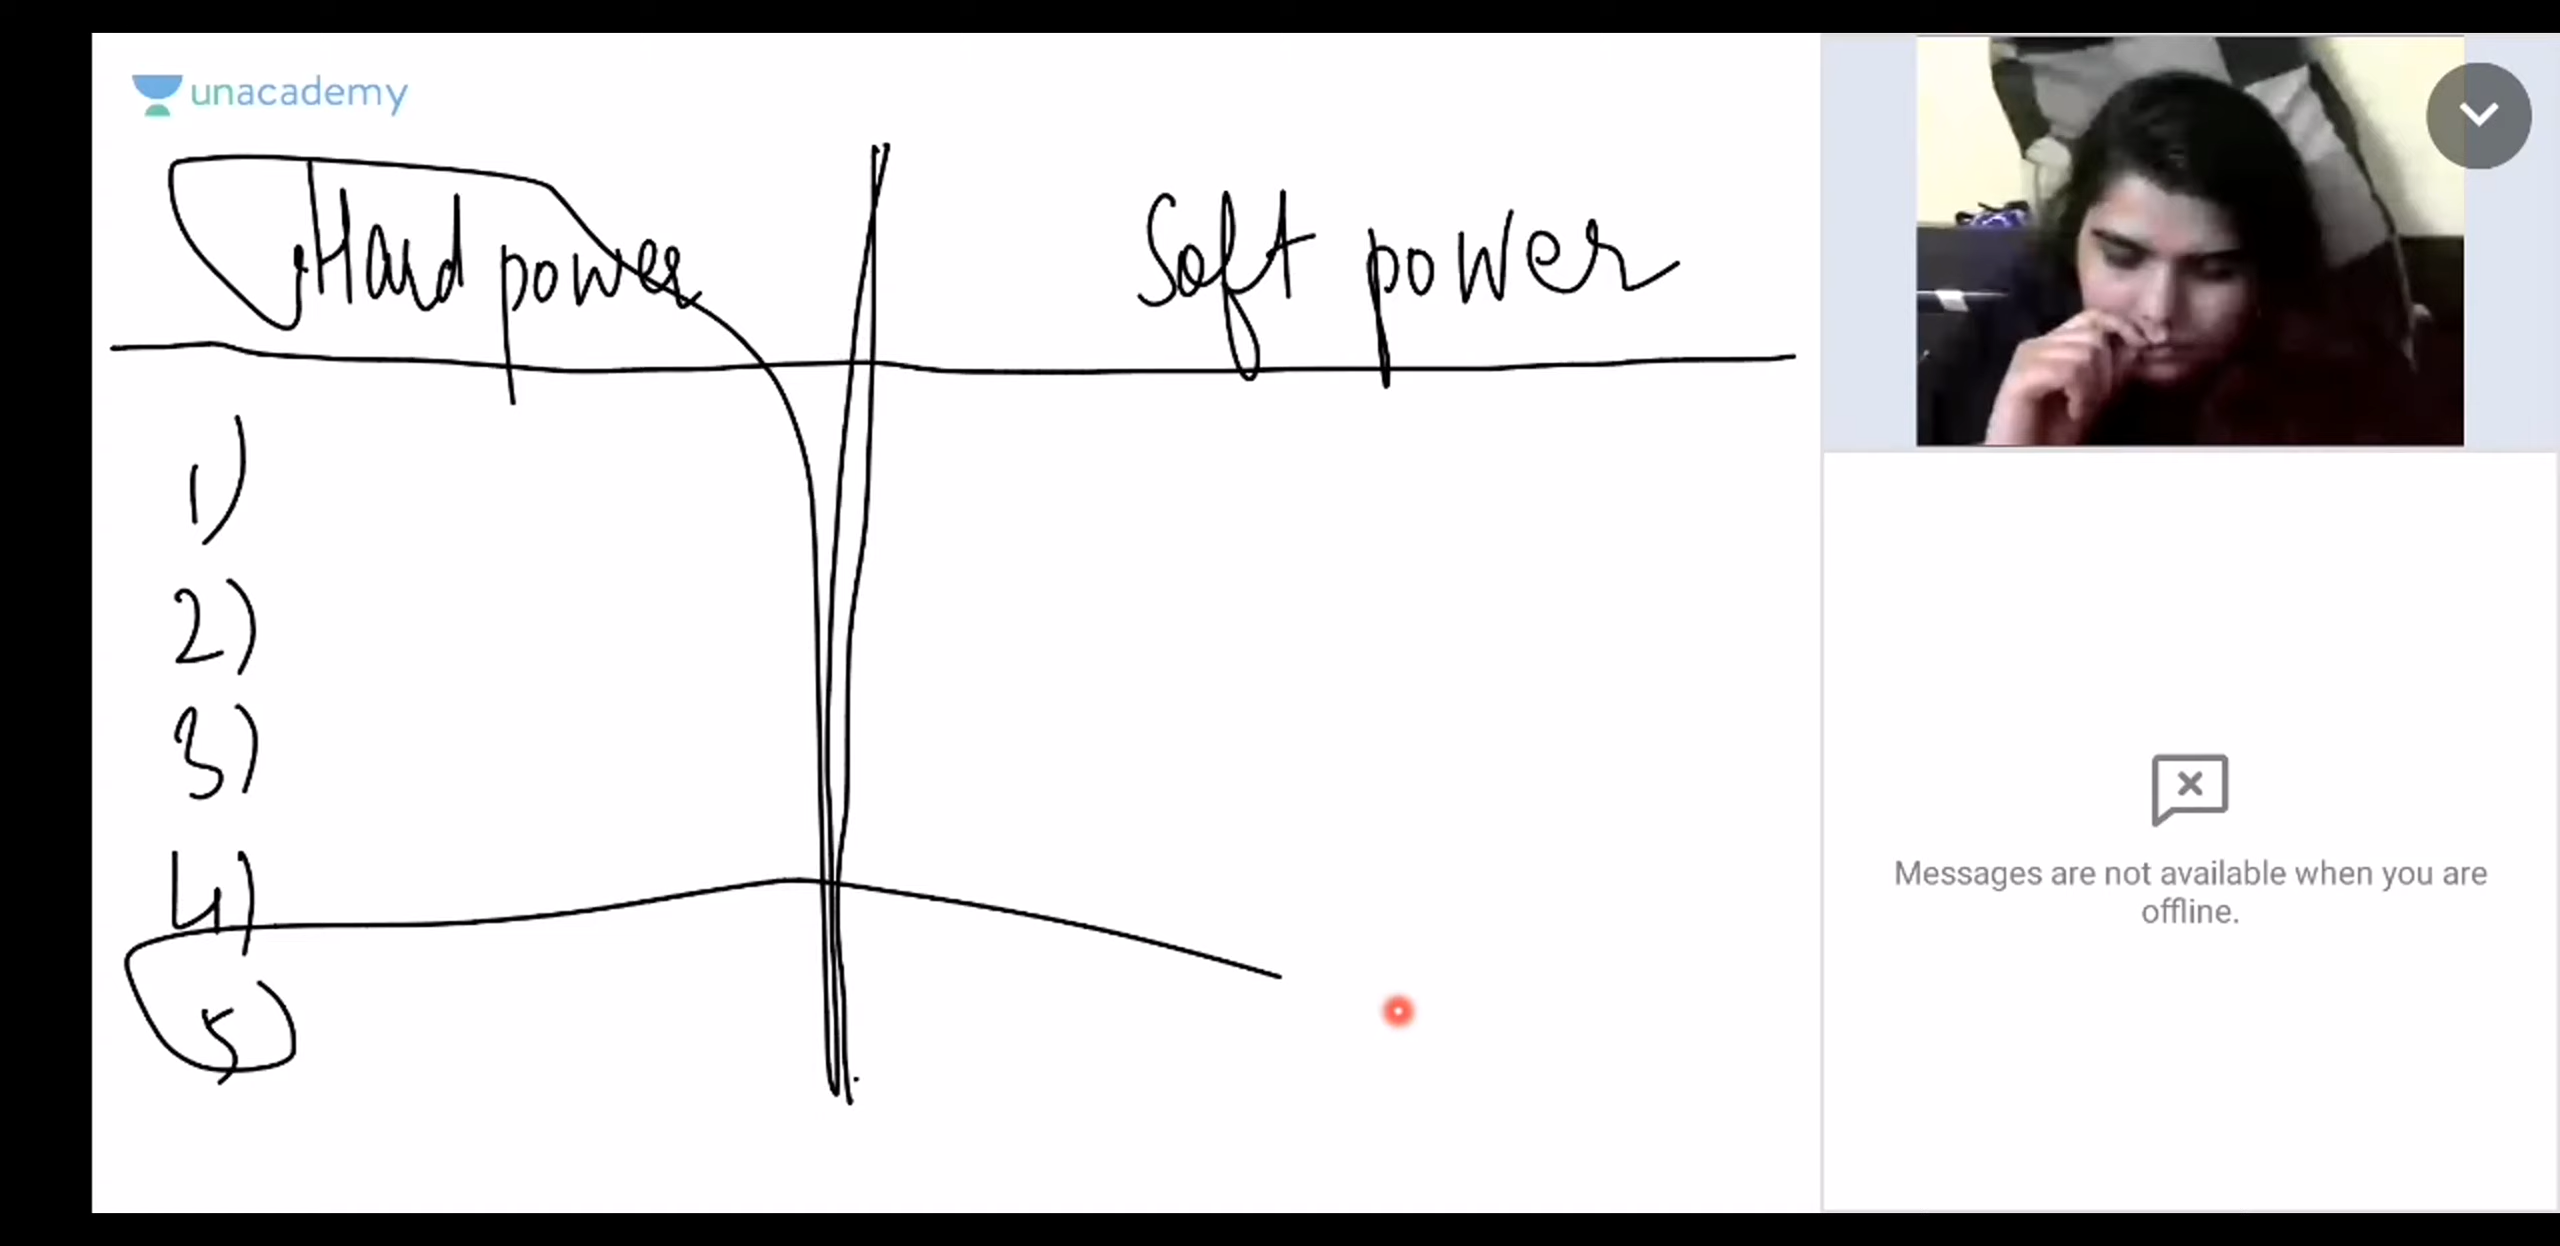 unacademy
Hard power
Soft power
1)
2)
3)
4)
5)
Messages are not available when you are
offline.